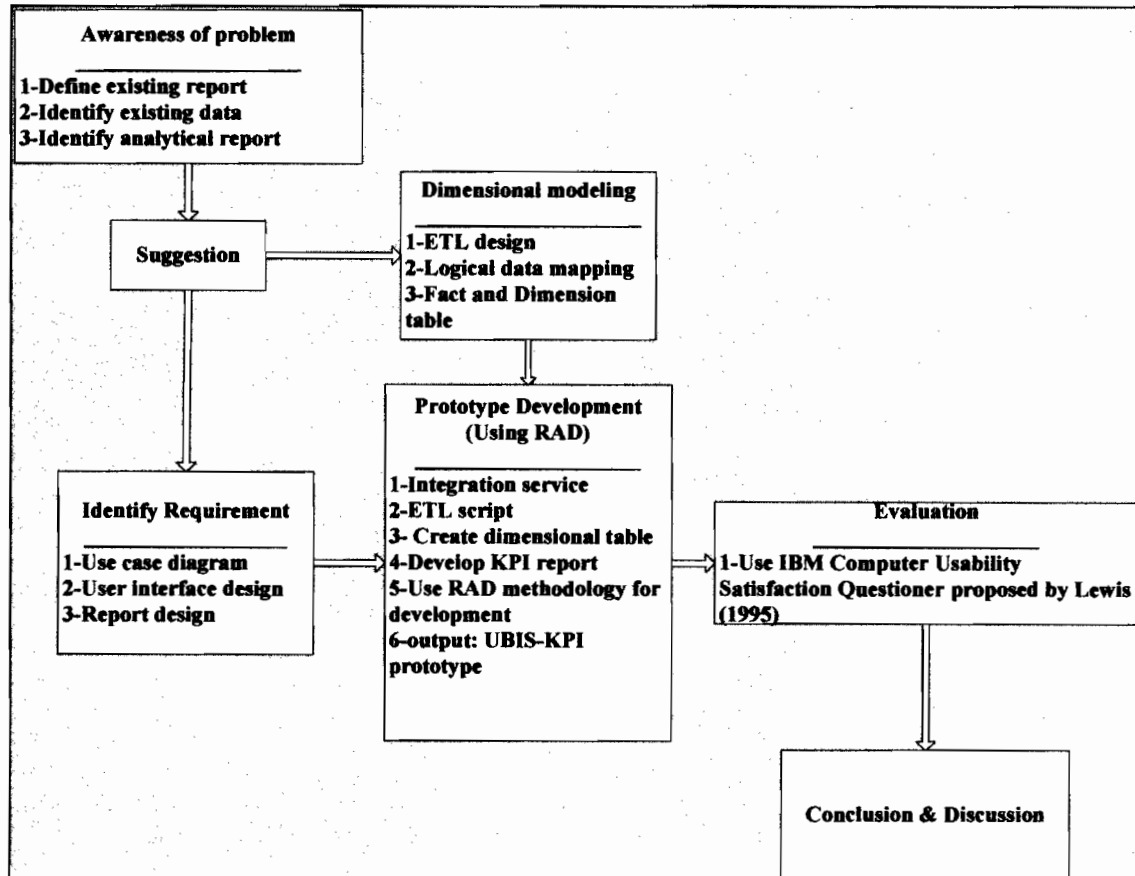 Awareness of problem
1-Define existing report
2-Identify existing data
3-Identify analytical report
Suggestion
Dimensional modeling
1-ETL design
2-Logical data mapping
3-Fact and Dimension
table
Identify Requirement
1-Use case diagram
2-User interface design
3-Report design
Prototype Development
(Using RAD)
1-Integration service
2-ETL script
3- Create dimensional table
4-Develop KPI report
5-Use RAD methodology for
development
6-output: UBIS-KPI
prototype
Evaluation
1-Use IBM Computer Usability
Satisfaction Questioner proposed by Lewis
(1995)
Conclusion & Discussion